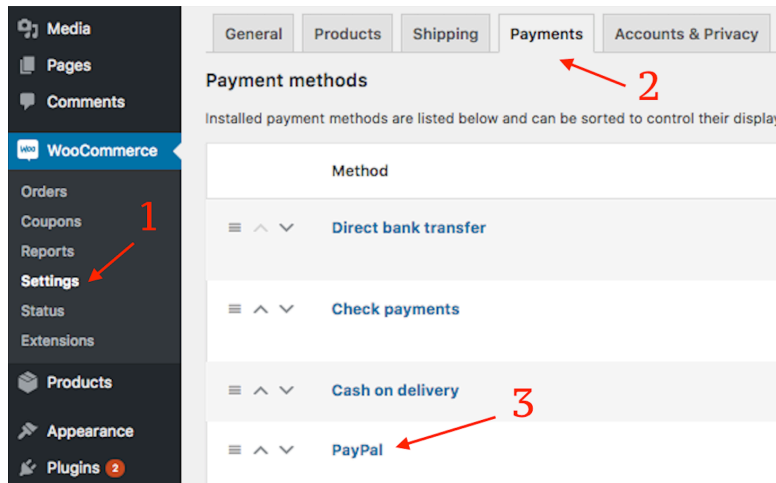 Media
Pages
Comments
Woo WooCommerce
Orders
Coupons
Reports
Settings
Status
Extensions
Products
Appearance
Plugins 2
1
General Products Shipping Payments Accounts & Privacy
2
Payment methods
Installed payment methods are listed below and can be sorted to control their display
Method
Direct bank transfer
Check payments
Cash on delivery
3
PayPal